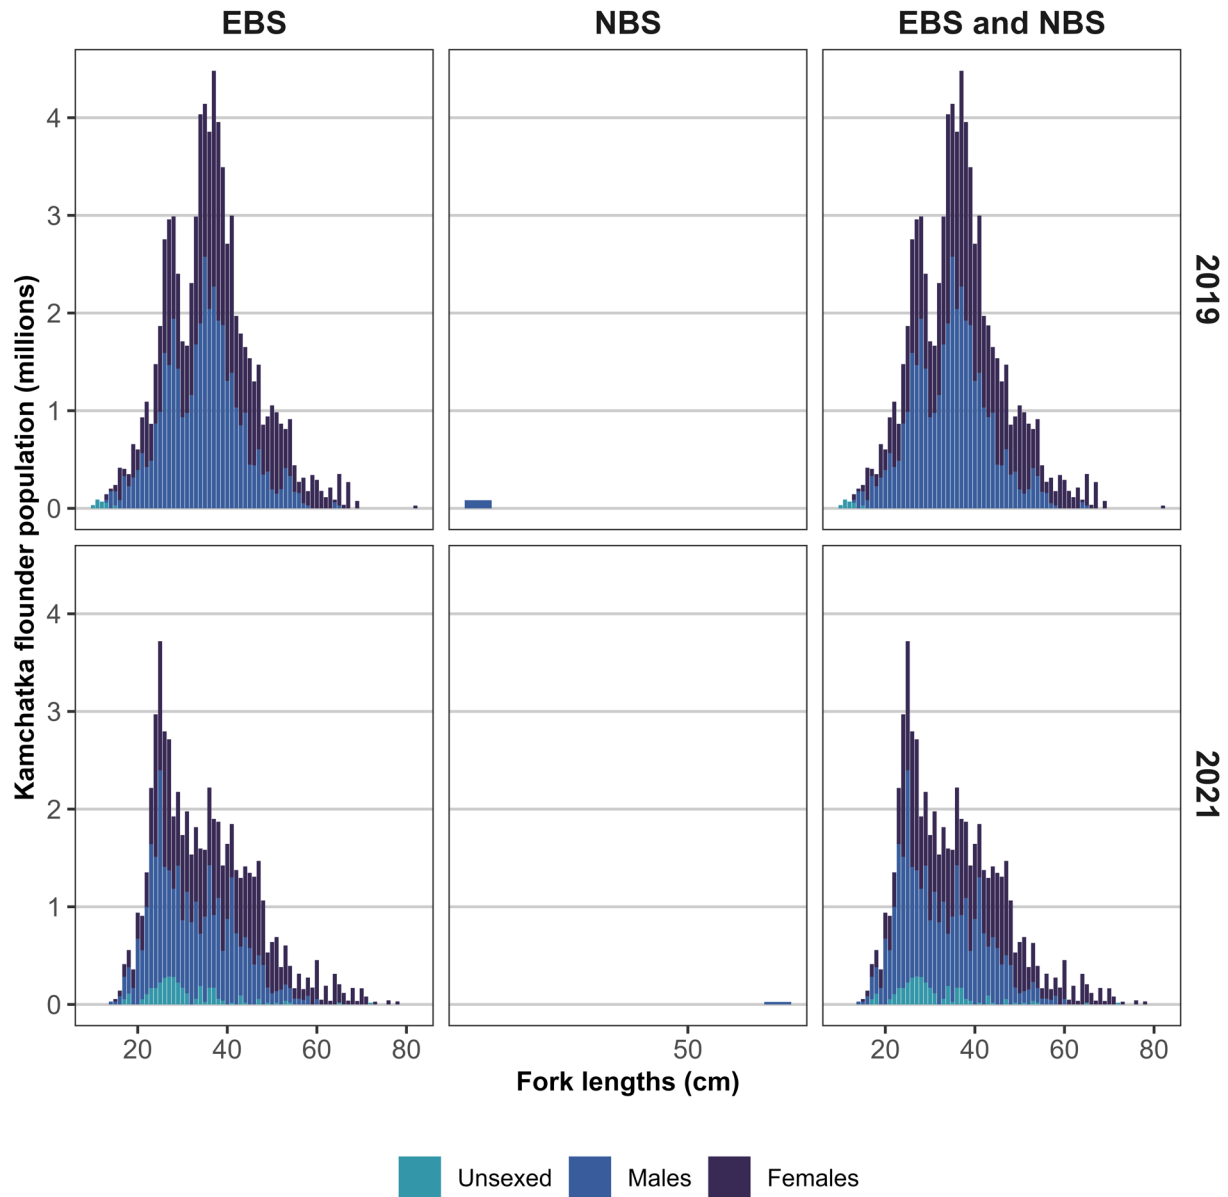 EBS NBS EBS and NBS
Kamchatka flounder population (millions)
4
3
2
1
0
2019
4
3
2
1
0
2021
20 40 60 80 50 20 40 60 80
Fork lengths (cm)
Unsexed Males Females